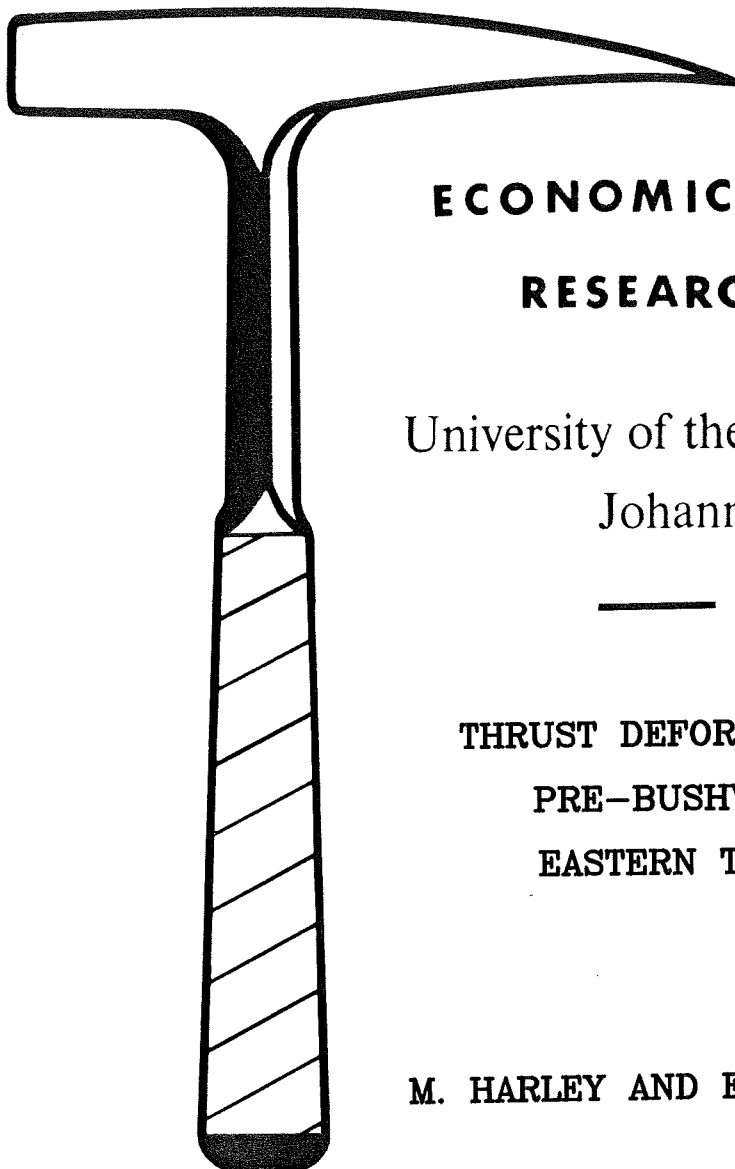 ECONOMIC
RESEARC
University of the
Johann
THRUST DEFOR
PRE-BUSHV
EASTERN T
M. HARLEY AND E